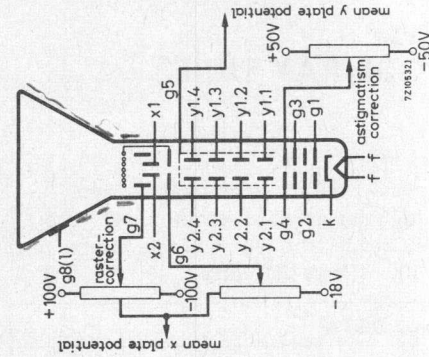 mean y plate potential
+50V
-50V
7Z10532.1
astigmatism
correction
g5
x1
y1.4
y1.3
y1.2
y1.1
g3
g1
f
f
k
g2
g4
y2.1
y2.2
y2.3
y2.4
g6
x2
g7
g8(l)
raster-
correction
+100V
-100V
-18V
mean x plate potential